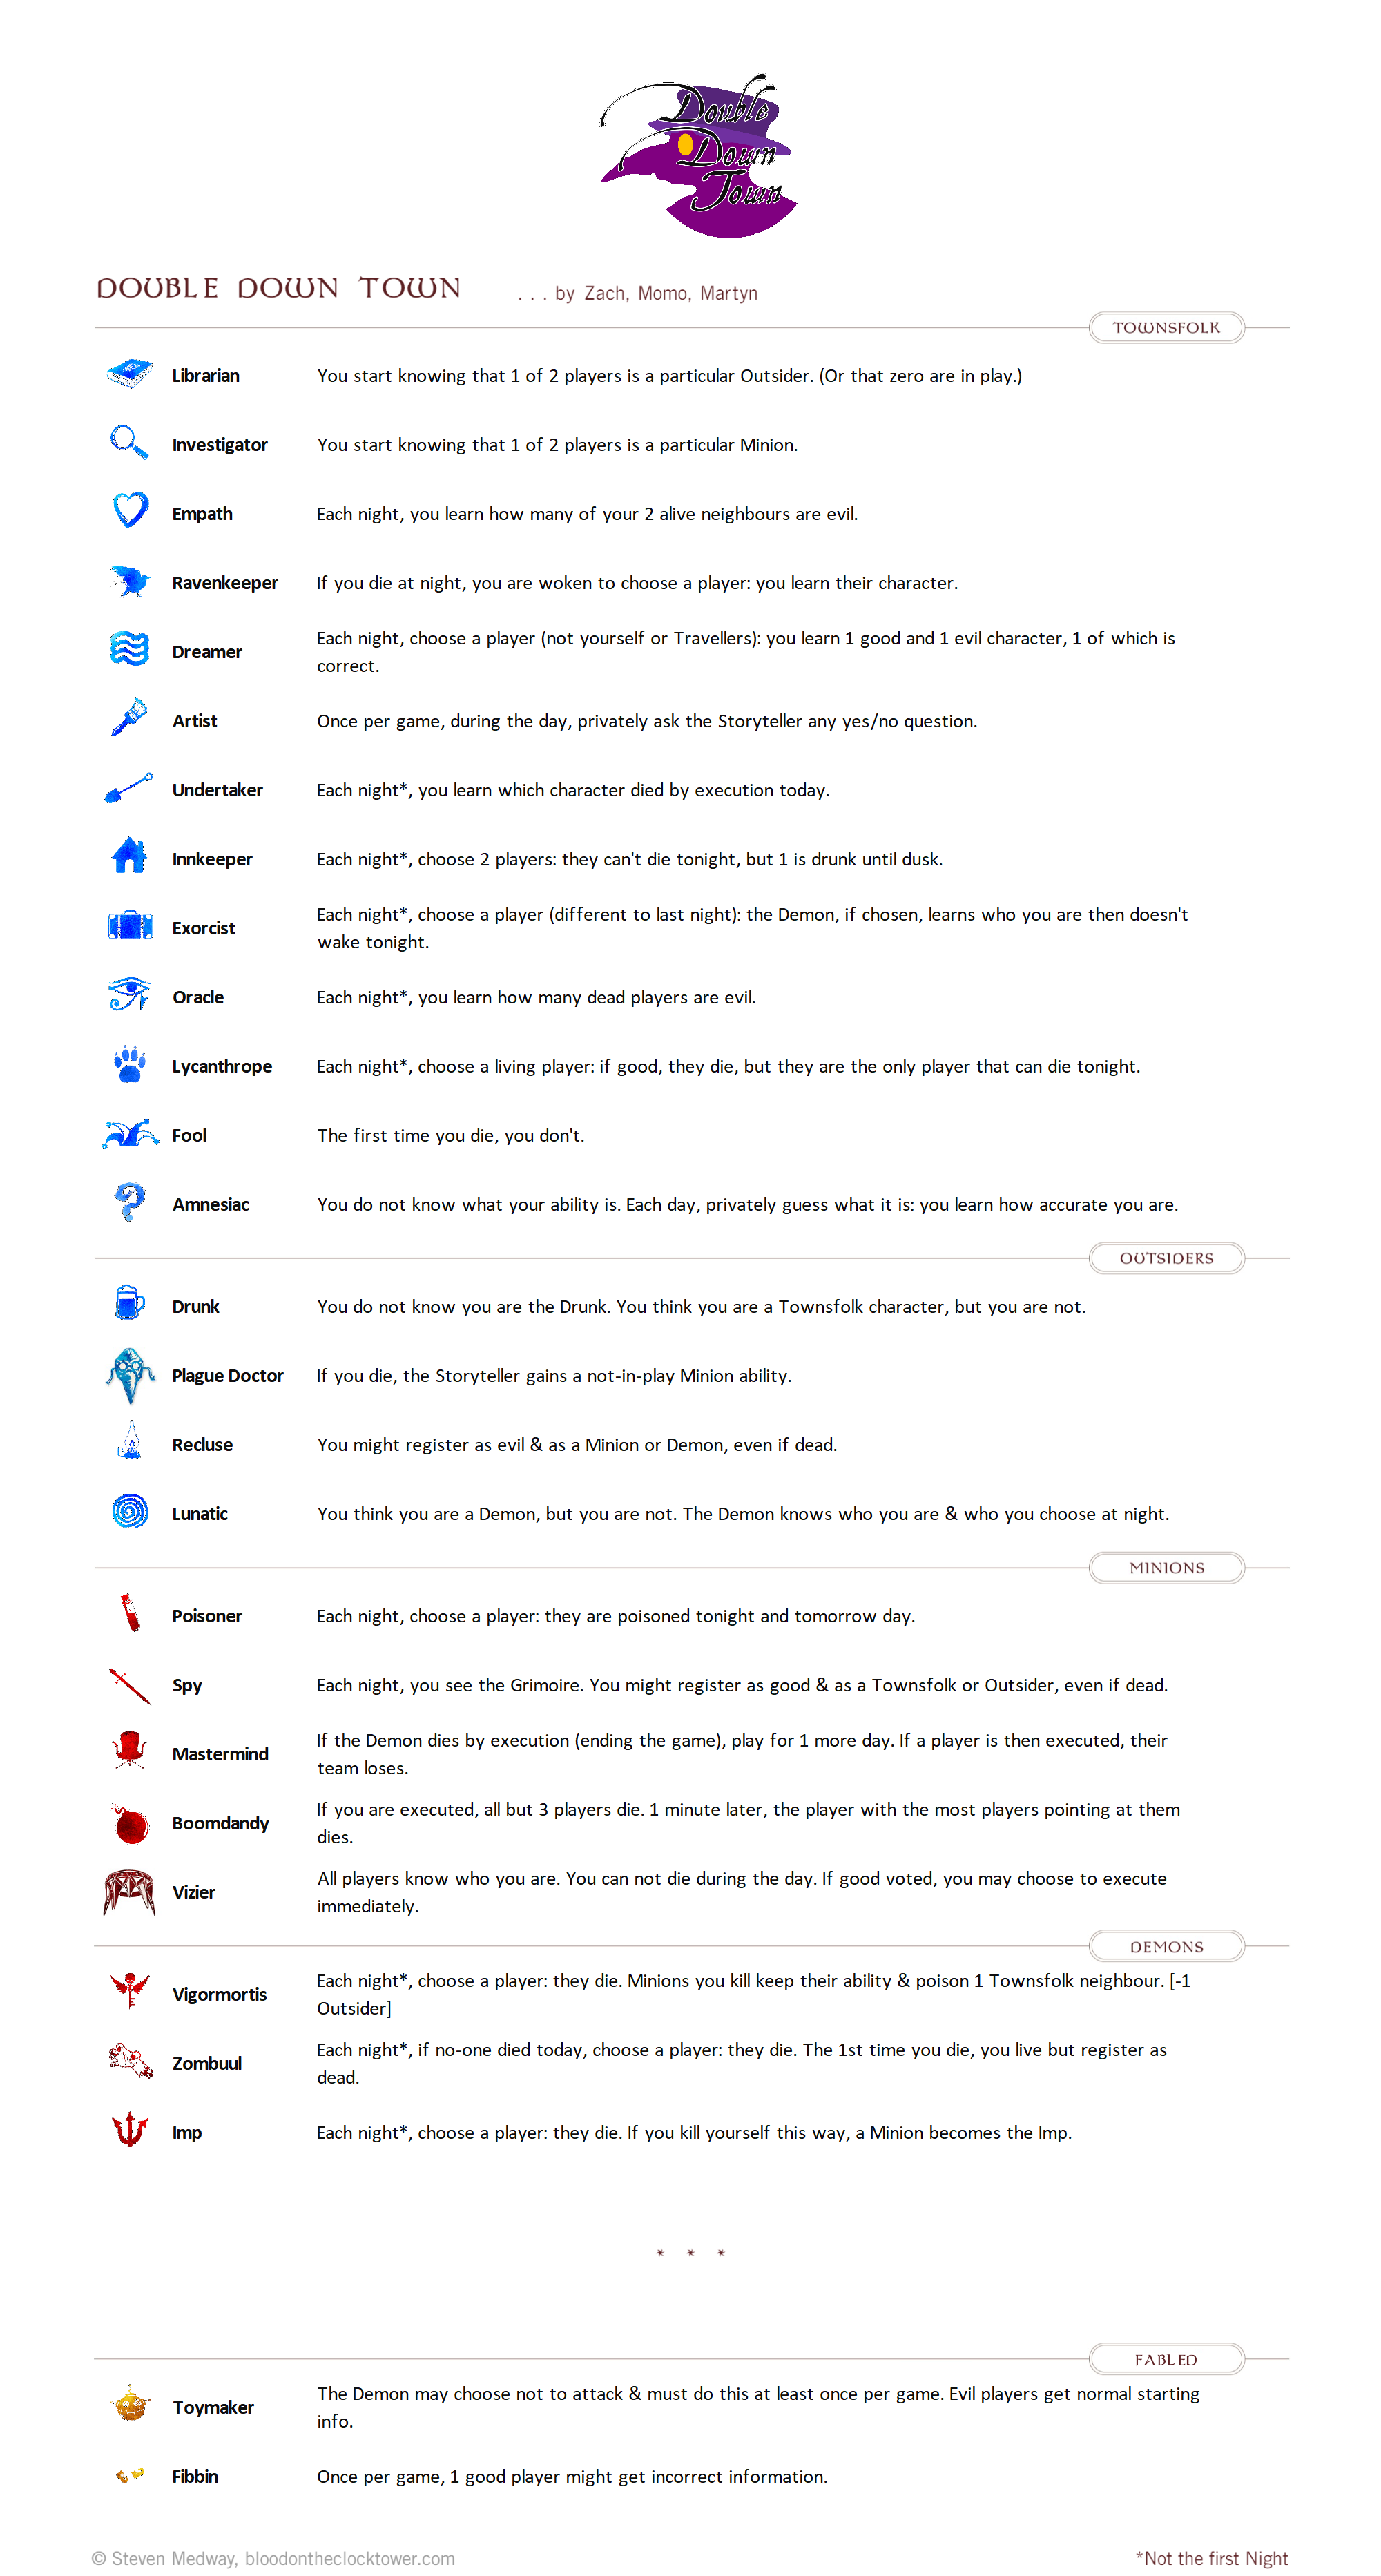 Double
Down
Town
DOUBLE DOWN TOWN . . . by Zach, Momo, Martyn
TOWNSFOLK
Librarian You start knowing that 1 of 2 players is a particular Outsider. (Or that zero are in play.)
Investigator You start knowing that 1 of 2 players is a particular Minion.
Empath Each night, you learn how many of your 2 alive neighbours are evil.
Ravenkeeper If you die at night, you are woken to choose a player: you learn their character.
Dreamer Each night, choose a player (not yourself or Travellers): you learn 1 good and 1 evil character, 1 of which is
correct.
Artist Once per game, during the day, privately ask the Storyteller any yes/no question.
Undertaker Each night*, you learn which character died by execution today.
Innkeeper Each night*, choose 2 players: they can't die tonight, but 1 is drunk until dusk.
Exorcist Each night*, choose a player (different to last night): the Demon, if chosen, learns who you are then doesn't
wake tonight.
Oracle Each night*, you learn how many dead players are evil.
Lycanthrope Each night*, choose a living player: if good, they die, but they are the only player that can die tonight.
Fool The first time you die, you don't.
Amnesiac You do not know what your ability is. Each day, privately guess what it is: you learn how accurate you are.
OUTSIDERS
Drunk You do not know you are the Drunk. You think you are a Townsfolk character, but you are not.
Plague Doctor If you die, the Storyteller gains a not-in-play Minion ability.
Recluse You might register as evil & as a Minion or Demon, even if dead.
Lunatic You think you are a Demon, but you are not. The Demon knows who you are & who you choose at night.
MINIONS
Poisoner Each night, choose a player: they are poisoned tonight and tomorrow day.
Spy Each night, you see the Grimoire. You might register as good & as a Townsfolk or Outsider, even if dead.
Mastermind If the Demon dies by execution (ending the game), play for 1 more day. If a player is then executed, their
team loses.
Boomdandy If you are executed, all but 3 players die. 1 minute later, the player with the most players pointing at them
dies.
Vizier All players know who you are. You can not die during the day. If good voted, you may choose to execute
immediately.
DEMONS
Vigormortis Each night*, choose a player: they die. Minions you kill keep their ability & poison 1 Townsfolk neighbour. [-1
Outsider]
Zombuul Each night*, if no-one died today, choose a player: they die. The 1st time you die, you live but register as
dead.
Imp Each night*, choose a player: they die. If you kill yourself this way, a Minion becomes the Imp.
* * *
FABLED
Toymaker The Demon may choose not to attack & must do this at least once per game. Evil players get normal starting
info.
Fibbin Once per game, 1 good player might get incorrect information.
© Steven Medway, bloodontheclocktower.com *Not the first Night